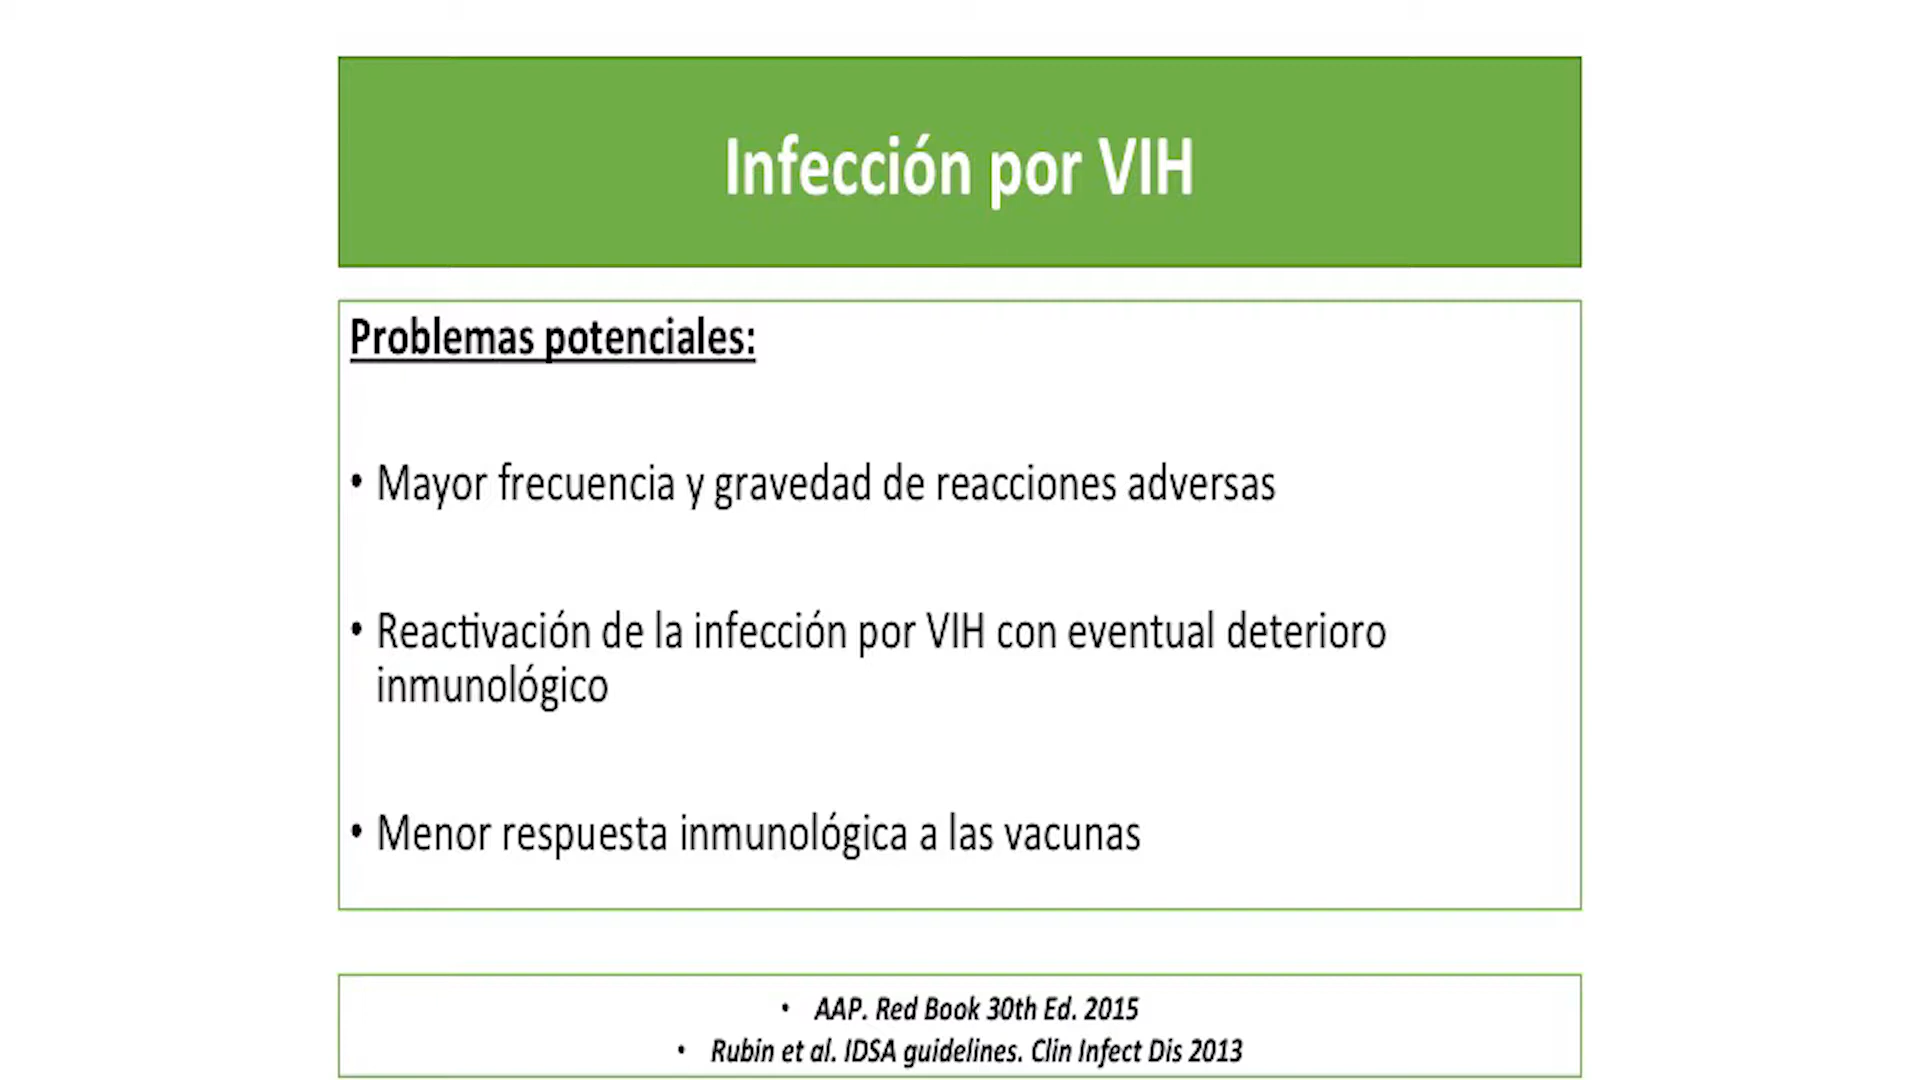 Infección por VIH
Problemas potenciales:
• Mayor frecuencia y gravedad de reacciones adversas
• Reactivación de la infección por VIH con eventual deterioro
inmunológico
• Menor respuesta inmunológica a las vacunas
• AAP. Red Book 30th Ed. 2015
• Rubin et al. IDSA guidelines. Clin Infect Dis 2013